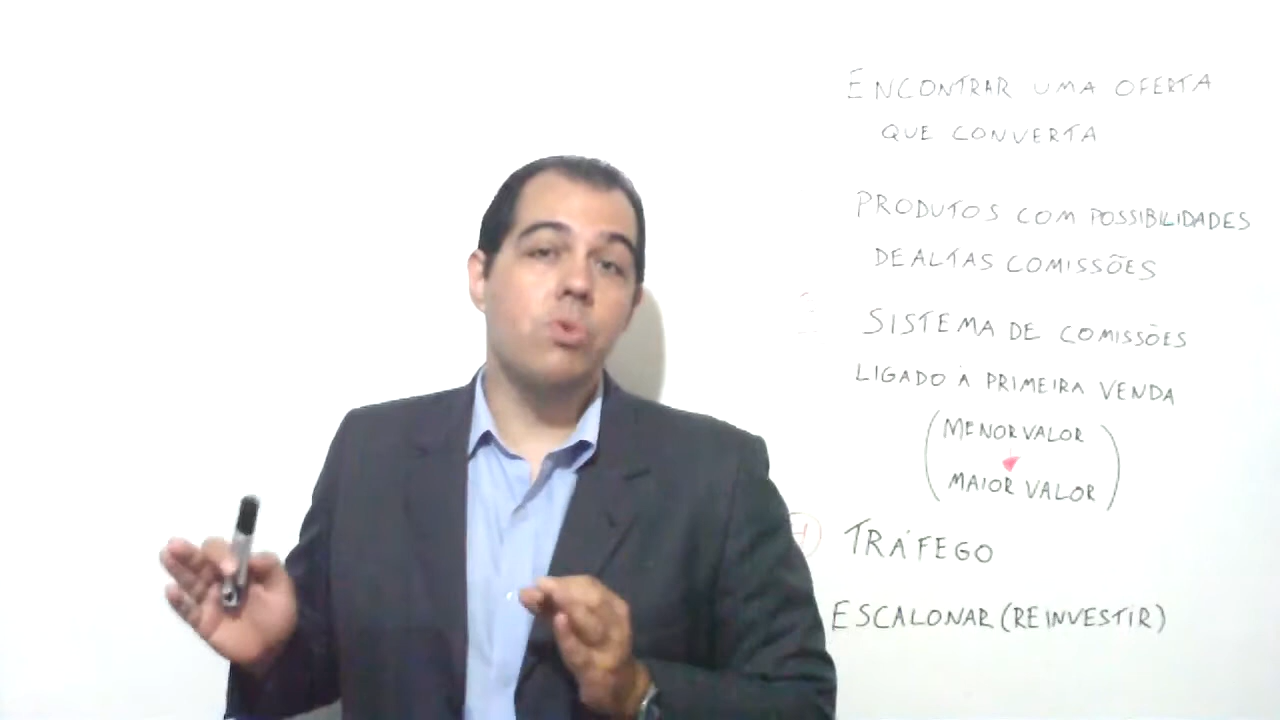 ENCONTRAR UMA OFERTA
QUE CONVERTA
PRODUTOS COM POSSIBILIDADES
DE ALTAS COMISSÕES
SISTEMA DE COMISSÕES
LIGADO À PRIMEIRA VENDA
(MENOR VALOR
MAIOR VALOR)
4 TRÁFEGO
ESCALONAR (REINVESTIR)